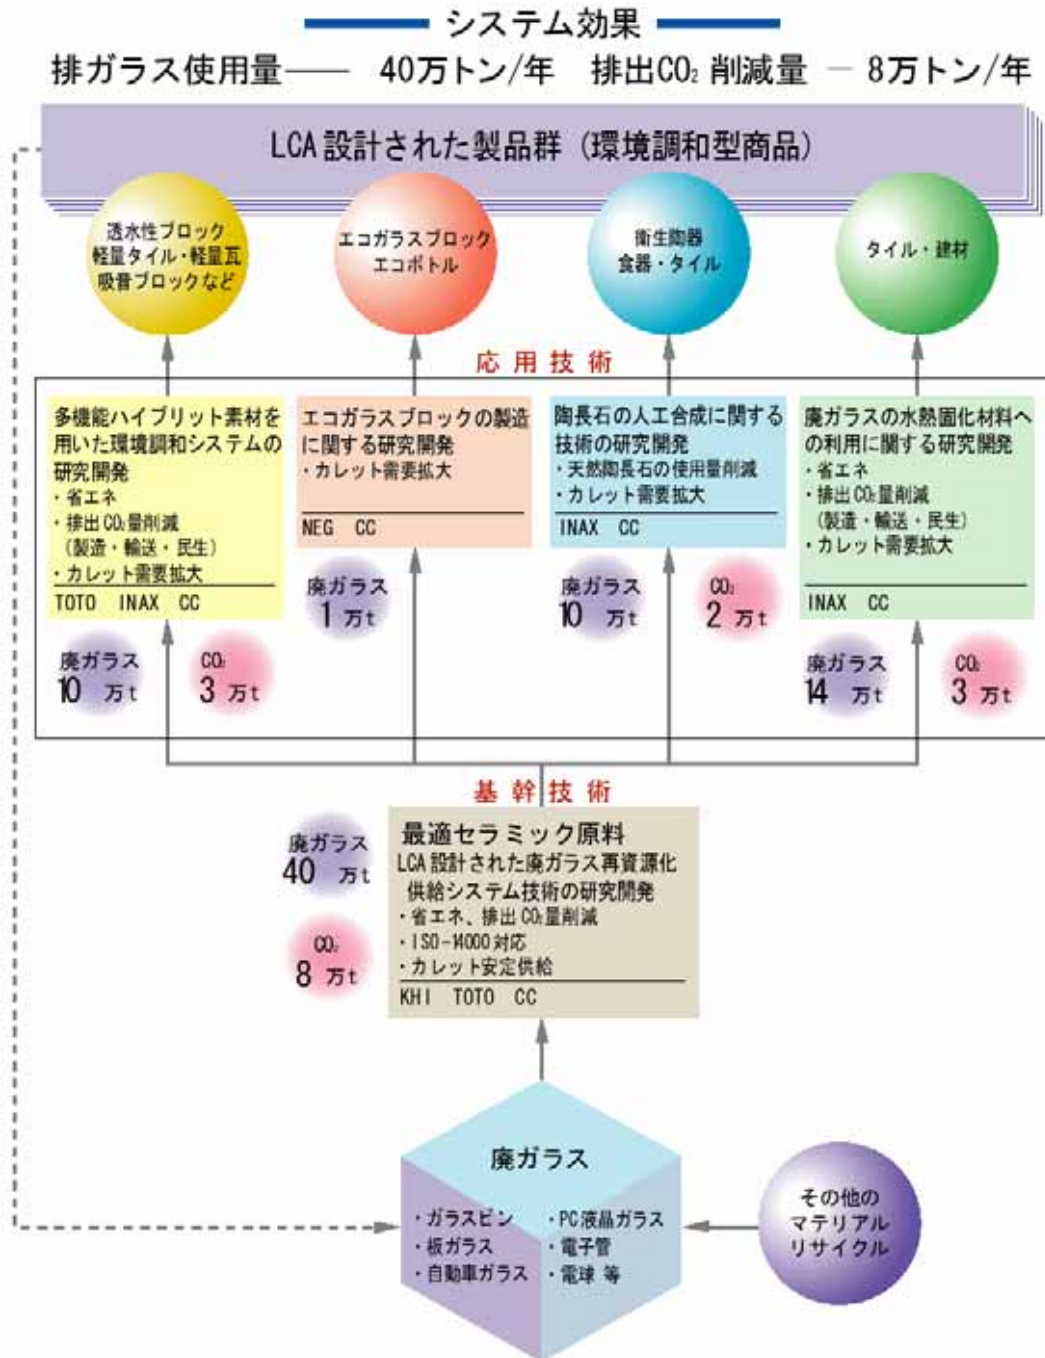 システム効果
排ガラス使用量―― 40万トン/年 排出CO₂ 削減量 － 8万トン/年
LCA 設計された製品群（環境調和型商品）
透水性ブロック
軽量タイル・軽量瓦
吸音ブロックなど
エコガラスブロック
エコボトル
衛生陶器
食器・タイル
タイル・建材
応用技術
多機能ハイブリット素材を
用いた環境調和システムの
研究開発
・省エネ
・排出CO₂量削減
（製造・輸送・民生）
・カレット需要拡大
TOTO INAX CC
廃ガラス
10 万t
CO₂
3 万t
エコガラスブロックの製造
に関する研究開発
・カレット需要拡大
NEG CC
廃ガラス
1 万t
陶長石の人工合成に関する
技術の研究開発
・天然陶長石の使用量削減
・カレット需要拡大
INAX CC
廃ガラス
10 万t
CO₂
2 万t
廃ガラスの水熱固化材料へ
の利用に関する研究開発
・省エネ
・排出CO₂量削減
（製造・輸送・民生）
・カレット需要拡大
INAX CC
廃ガラス
14 万t
CO₂
3 万t
基幹技術
廃ガラス
40 万t
CO₂
8 万t
最適セラミック原料
LCA 設計された廃ガラス再資源化
供給システム技術の研究開発
・省エネ、排出CO₂量削減
・ISO-14000対応
・カレット安定供給
KHI TOTO CC
廃ガラス
・ガラスビン
・板ガラス
・自動車ガラス
・PC液晶ガラス
・電子管
・電球 等
その他の
マテリアル
リサイクル